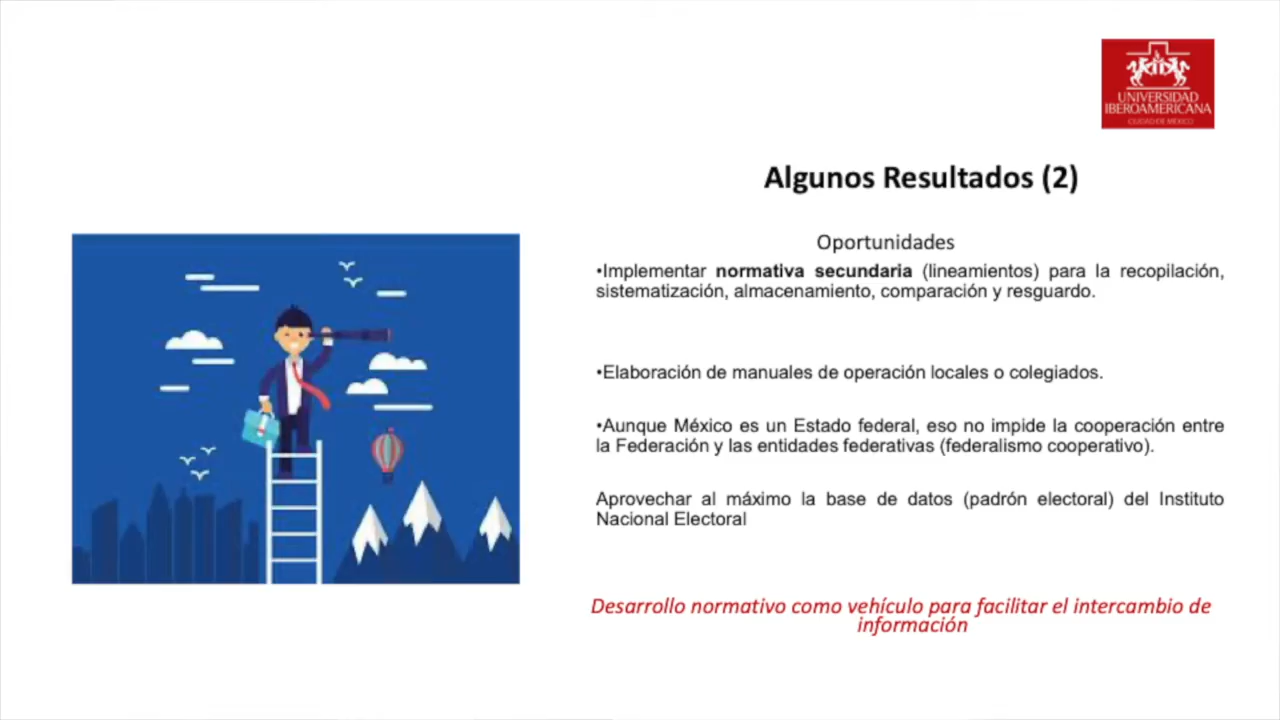 UNIVERSIDAD
IBEROAMERICANA
CIUDAD DE MÉXICO
Algunos Resultados (2)
Oportunidades
•Implementar normativa secundaria (lineamientos) para la recopilación,
sistematización, almacenamiento, comparación y resguardo.
•Elaboración de manuales de operación locales o colegiados.
•Aunque México es un Estado federal, eso no impide la cooperación entre
la Federación y las entidades federativas (federalismo cooperativo).
Aprovechar al máximo la base de datos (padrón electoral) del Instituto
Nacional Electoral
Desarrollo normativo como vehículo para facilitar el intercambio de
información